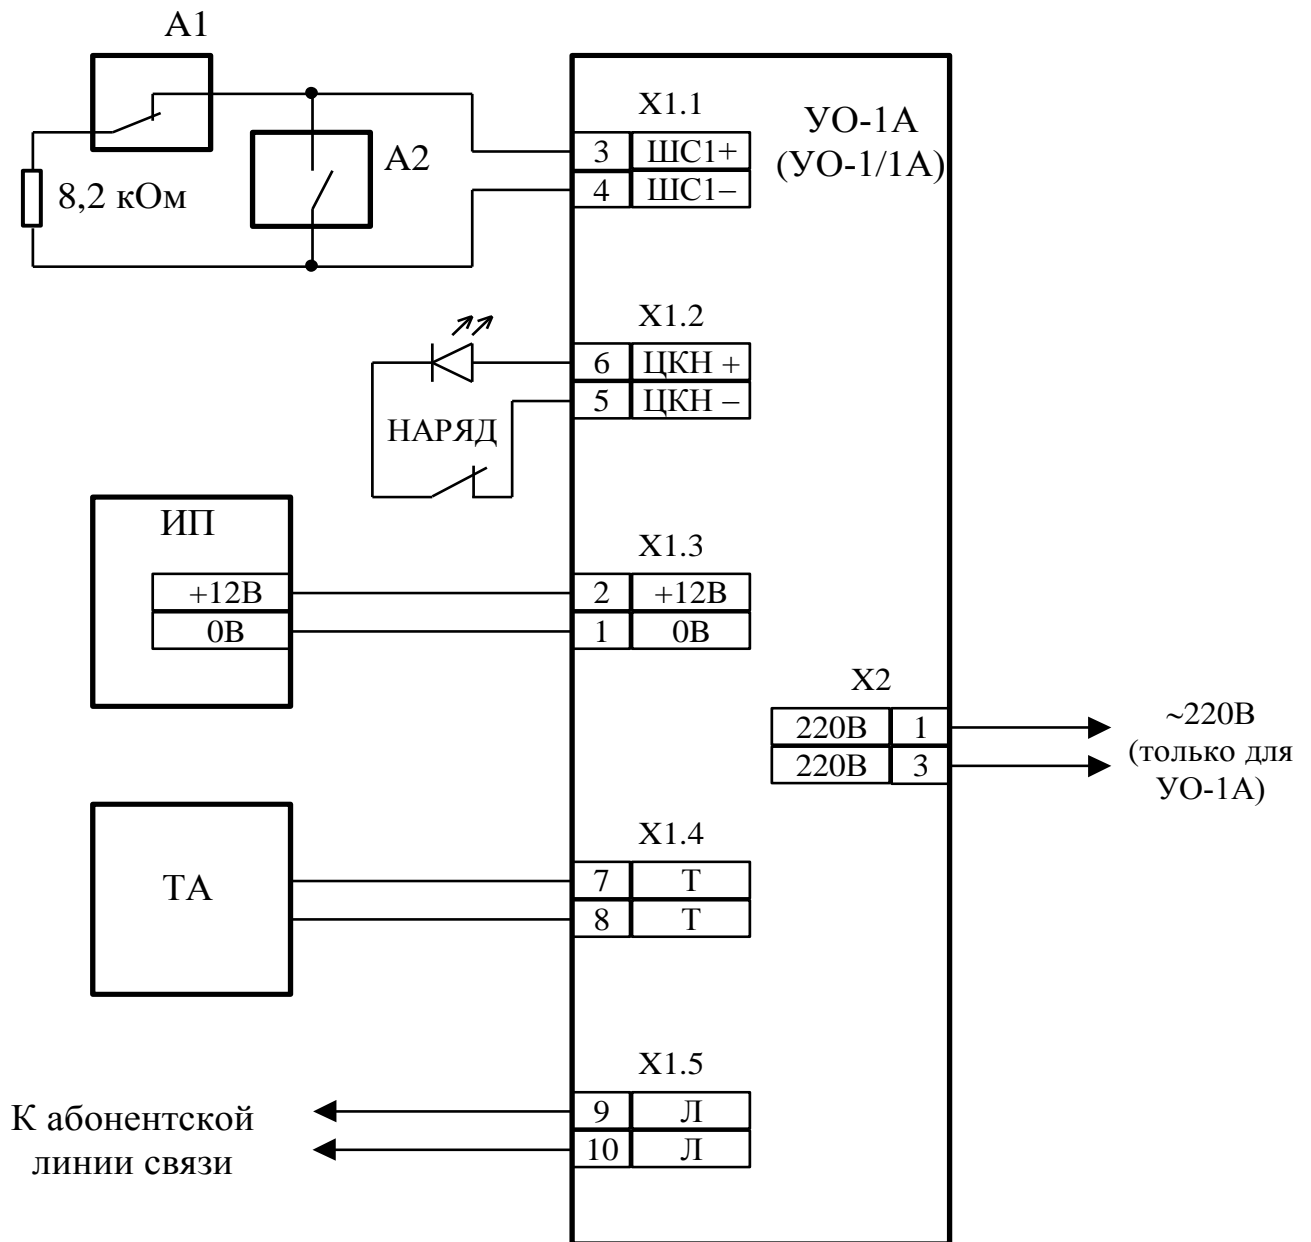 А1
Х1.1
УО-1А
(УО-1/1А)
3 ШС1+
4 ШС1–
А2
8,2 кОм
Х1.2
6 ЦКН +
5 ЦКН –
НАРЯД
ИП
Х1.3
+12В
0В
2 +12В
1 0В
Х2
220В 1
220В 3
~220В
(только для
УО-1А)
ТА
Х1.4
7 Т
8 Т
Х1.5
9 Л
10 Л
К абонентской
линии связи